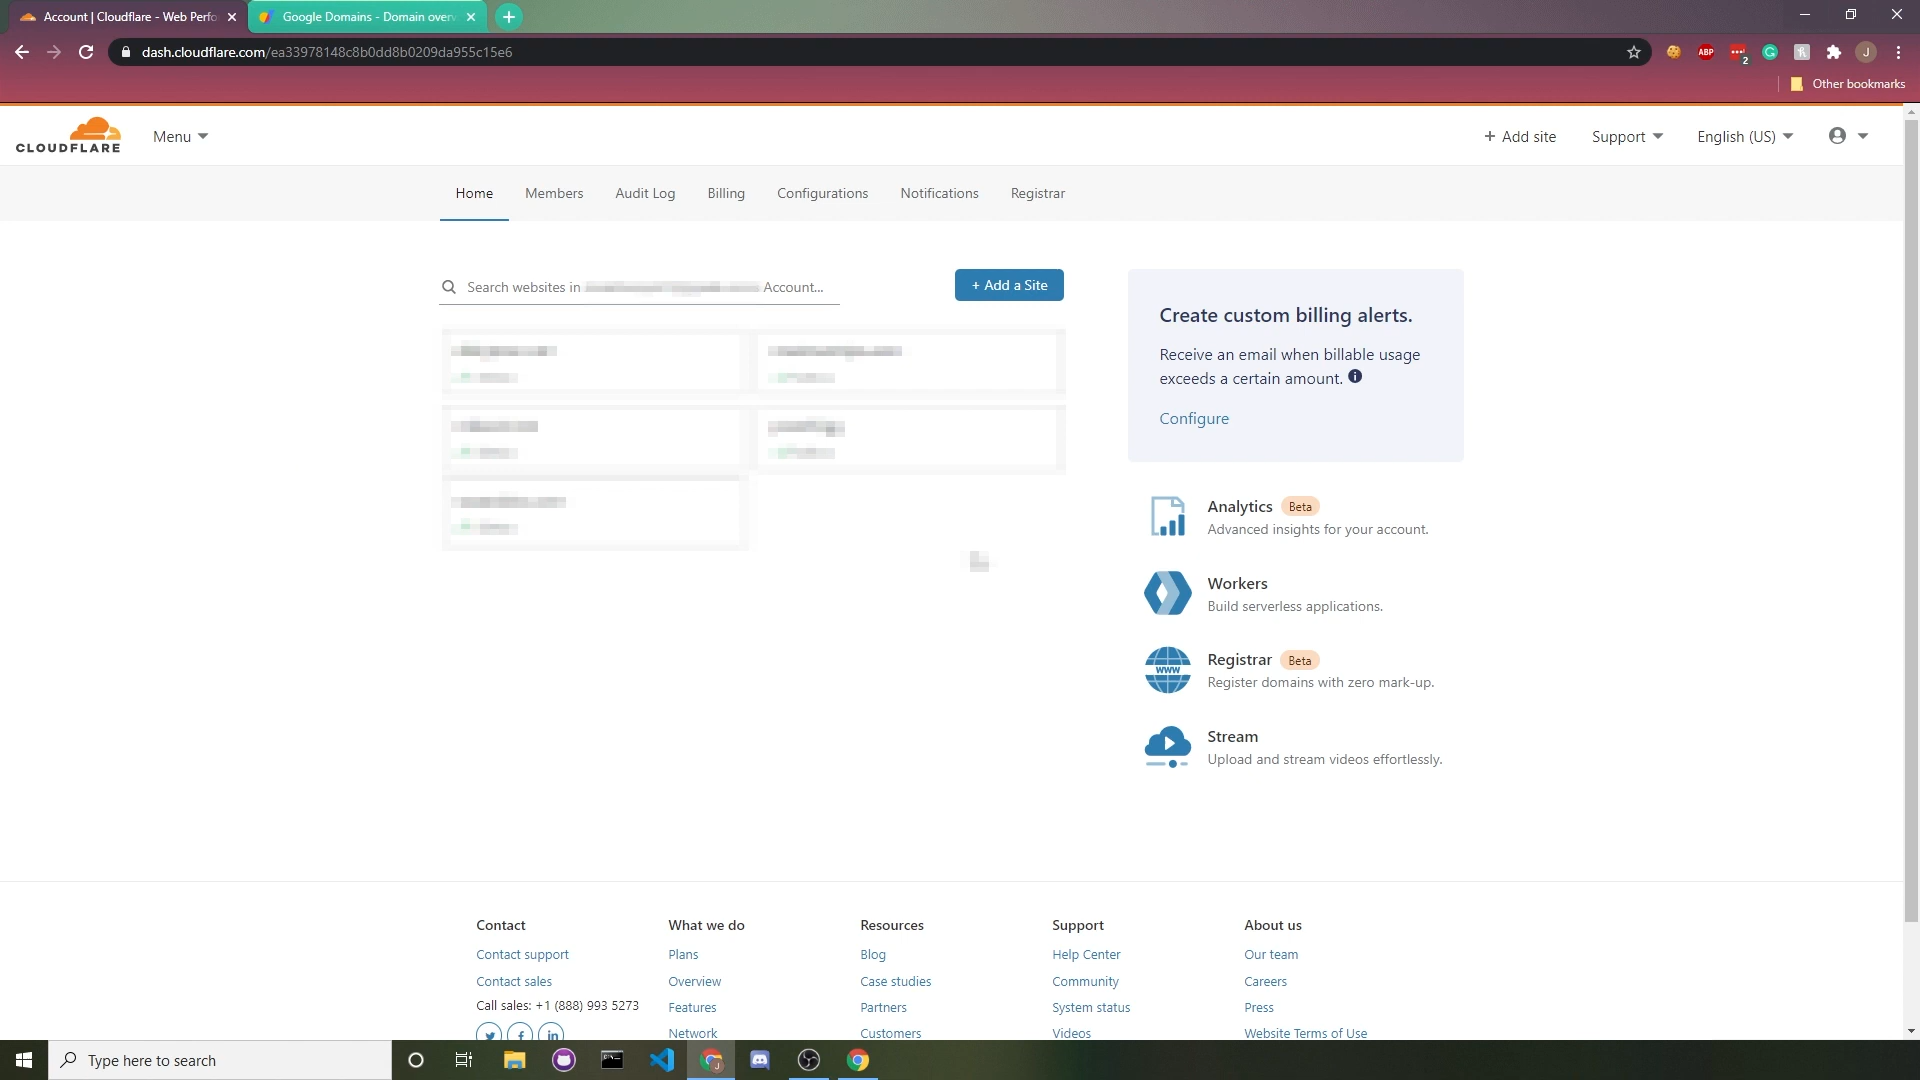 Account | Cloudflare - Web Perfo
Google Domains - Domain overv
dash.cloudflare.com/ea33978148c8b0dd8b0209da955c15e6
ABP
2
J
Other bookmarks
CLOUDFLARE
Menu
+ Add site
Support
English (US)
Home
Members
Audit Log
Billing
Configurations
Notifications
Registrar
Search websites in
Account...
+ Add a Site
Create custom billing alerts.
Receive an email when billable usage
exceeds a certain amount.
Configure
Analytics Beta
Advanced insights for your account.
Workers
Build serverless applications.
WWW
Registrar Beta
Register domains with zero mark-up.
Stream
Upload and stream videos effortlessly.
Contact
Contact support
Contact sales
Call sales: +1 (888) 993 5273
What we do
Plans
Overview
Features
Network
Resources
Blog
Case studies
Partners
Customers
Support
Help Center
Community
System status
Videos
About us
Our team
Careers
Press
Website Terms of Use
Type here to search